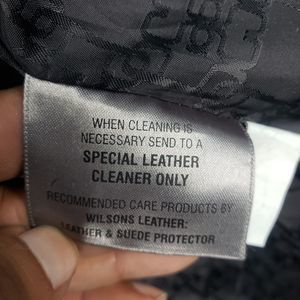 WHEN CLEANING IS
NECESSARY SEND TO A
SPECIAL LEATHER
CLEANER ONLY
RECOMMENDED CARE PRODUCTS BY
WILSONS LEATHER:
LEATHER & SUEDE PROTECTOR